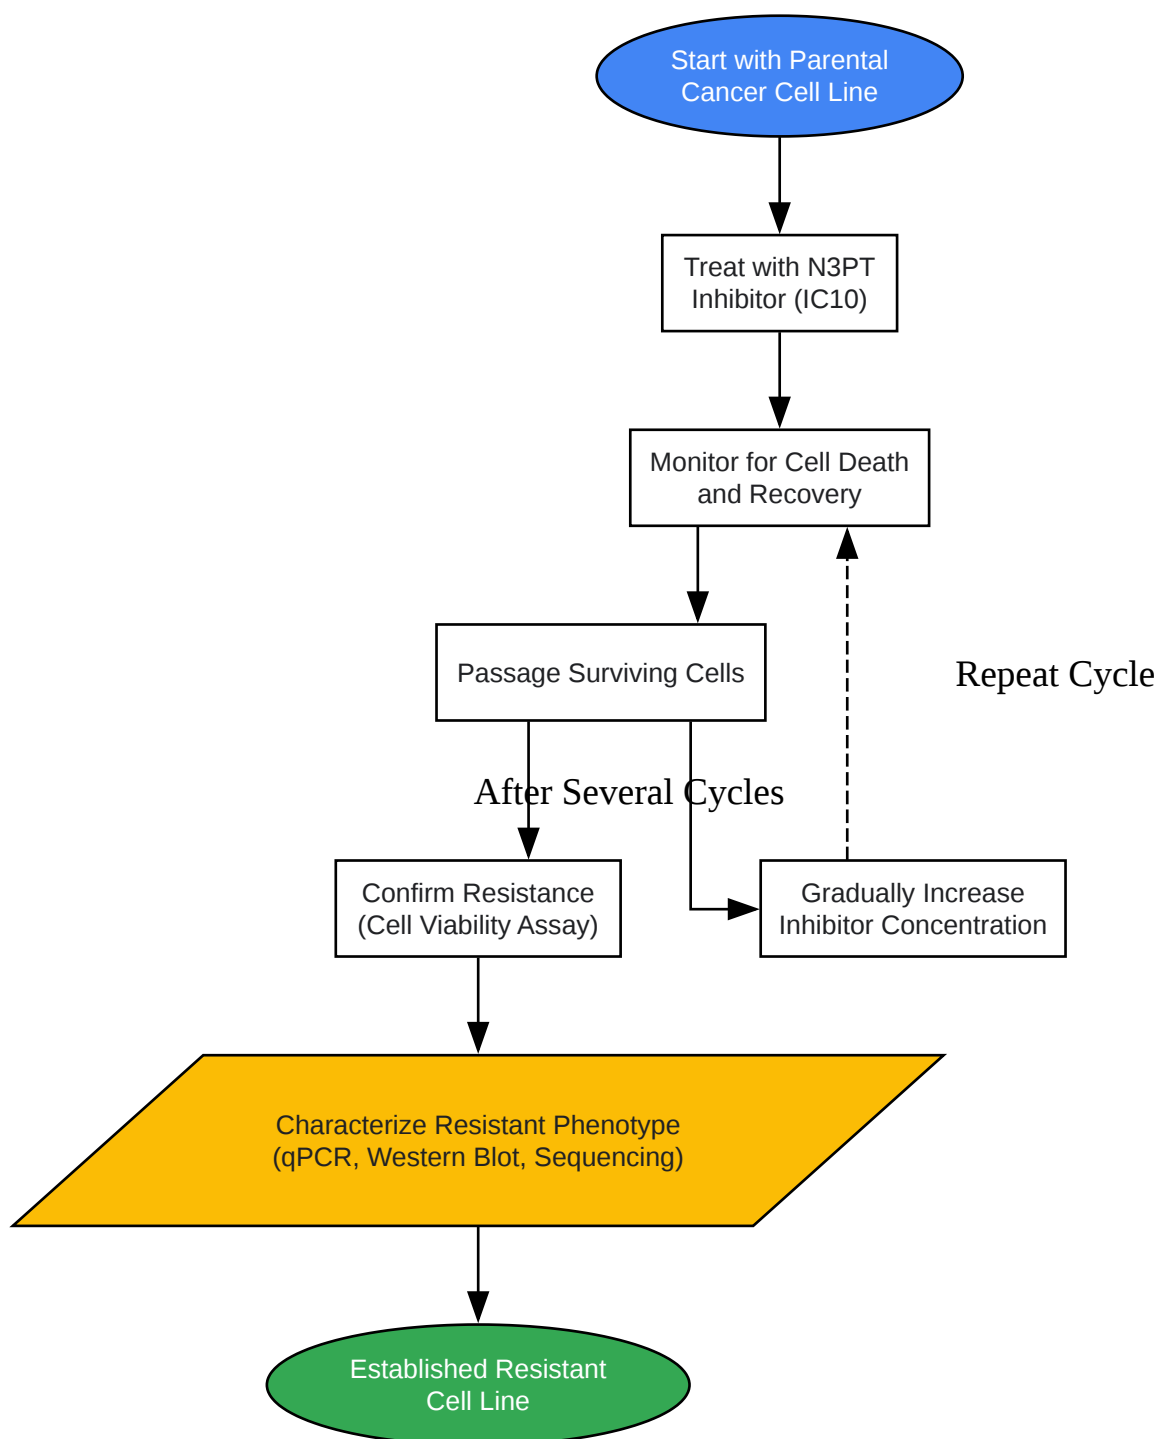 Start with Parental
Cancer Cell Line
Treat with N3PT
Inhibitor (IC10)
Monitor for Cell Death
and Recovery
Passage Surviving Cells
Repeat Cycle
After Several Cycles
Confirm Resistance
(Cell Viability Assay)
Gradually Increase
Inhibitor Concentration
Characterize Resistant Phenotype
(qPCR, Western Blot, Sequencing)
Established Resistant
Cell Line